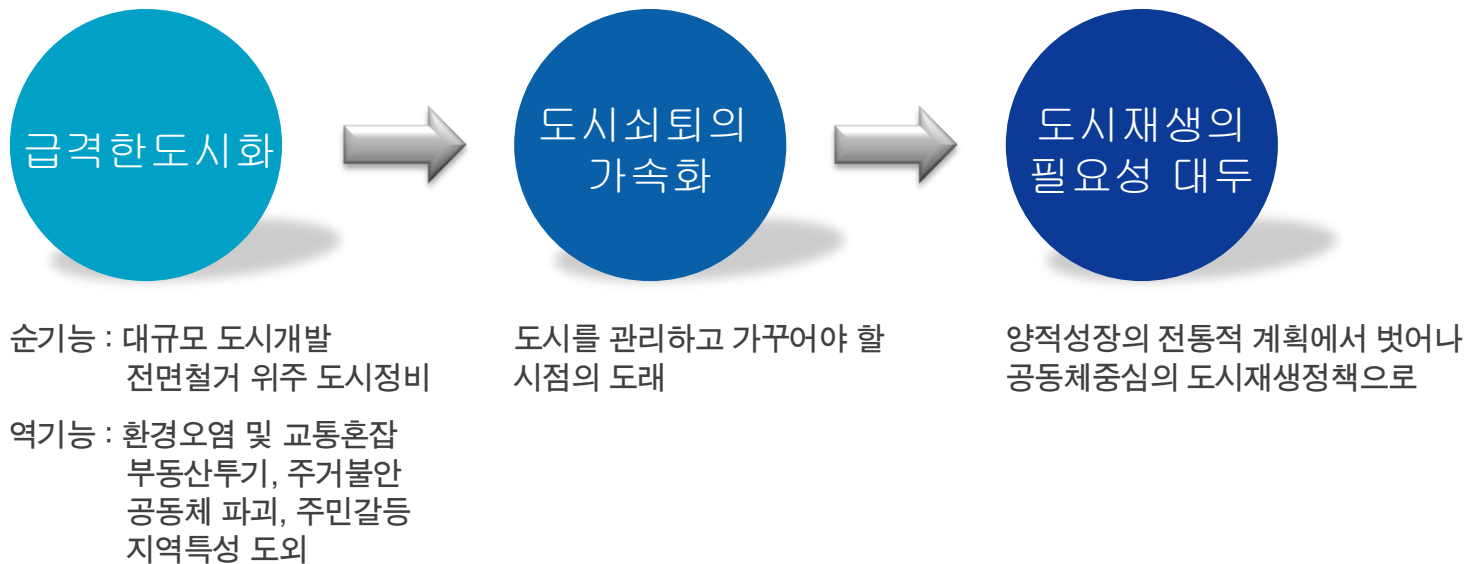 급격한도시화
도시쇠퇴의
가속화
도시재생의
필요성 대두
순기능 : 대규모 도시개발
전면철거 위주 도시정비
역기능 : 환경오염 및 교통혼잡
부동산투기, 주거불안
공동체 파괴, 주민갈등
지역특성 도외
도시를 관리하고 가꾸어야 할
시점의 도래
양적성장의 전통적 계획에서 벗어나
공동체중심의 도시재생정책으로